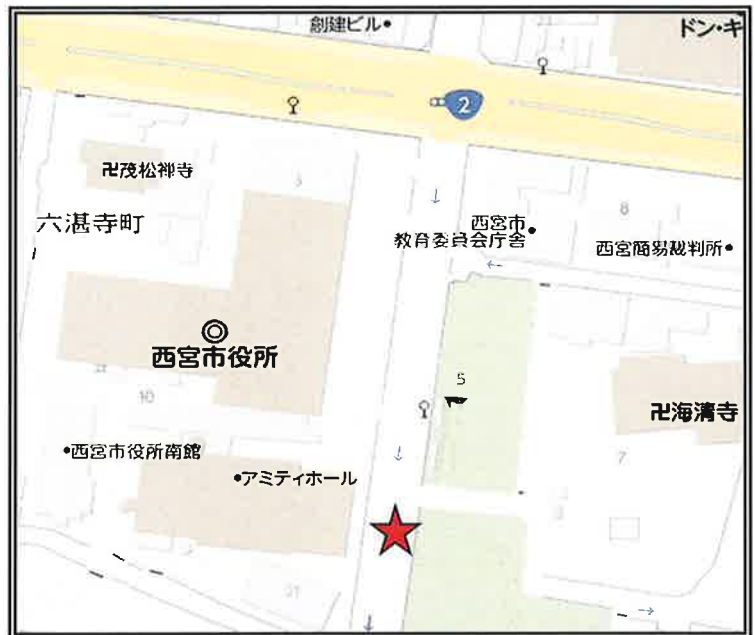 創建ビル
ドン・キ
2
卍茂松禅寺
六湛寺町
西宮市
教育委員会庁舎
8
西宮簡易裁判所
西宮市役所
5
卍海清寺
10
西宮市役所南館
アミティホール
7